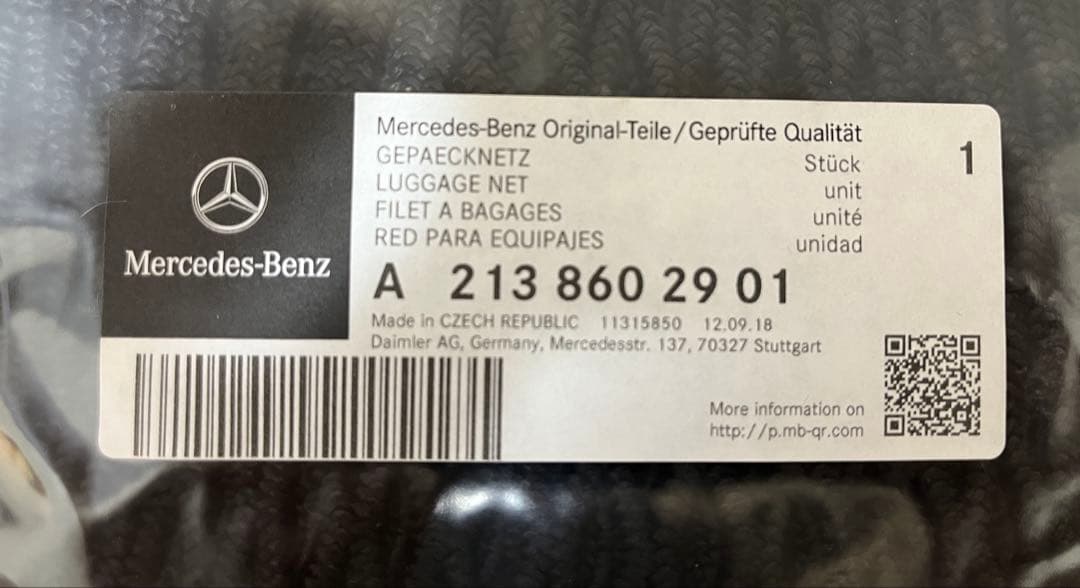 Mercedes-Benz
Mercedes-Benz Original-Teile/Geprüfte Qualität
GEPAECKNETZ Stück 1
LUGGAGE NET unit
FILET A BAGAGES unité
RED PARA EQUIPAJES unidad
A 213 860 29 01
Made in CZECH REPUBLIC 11315850 12.09.18
Daimler AG, Germany, Mercedesstr. 137, 70327 Stuttgart
More information on
http://p.mb-qr.com